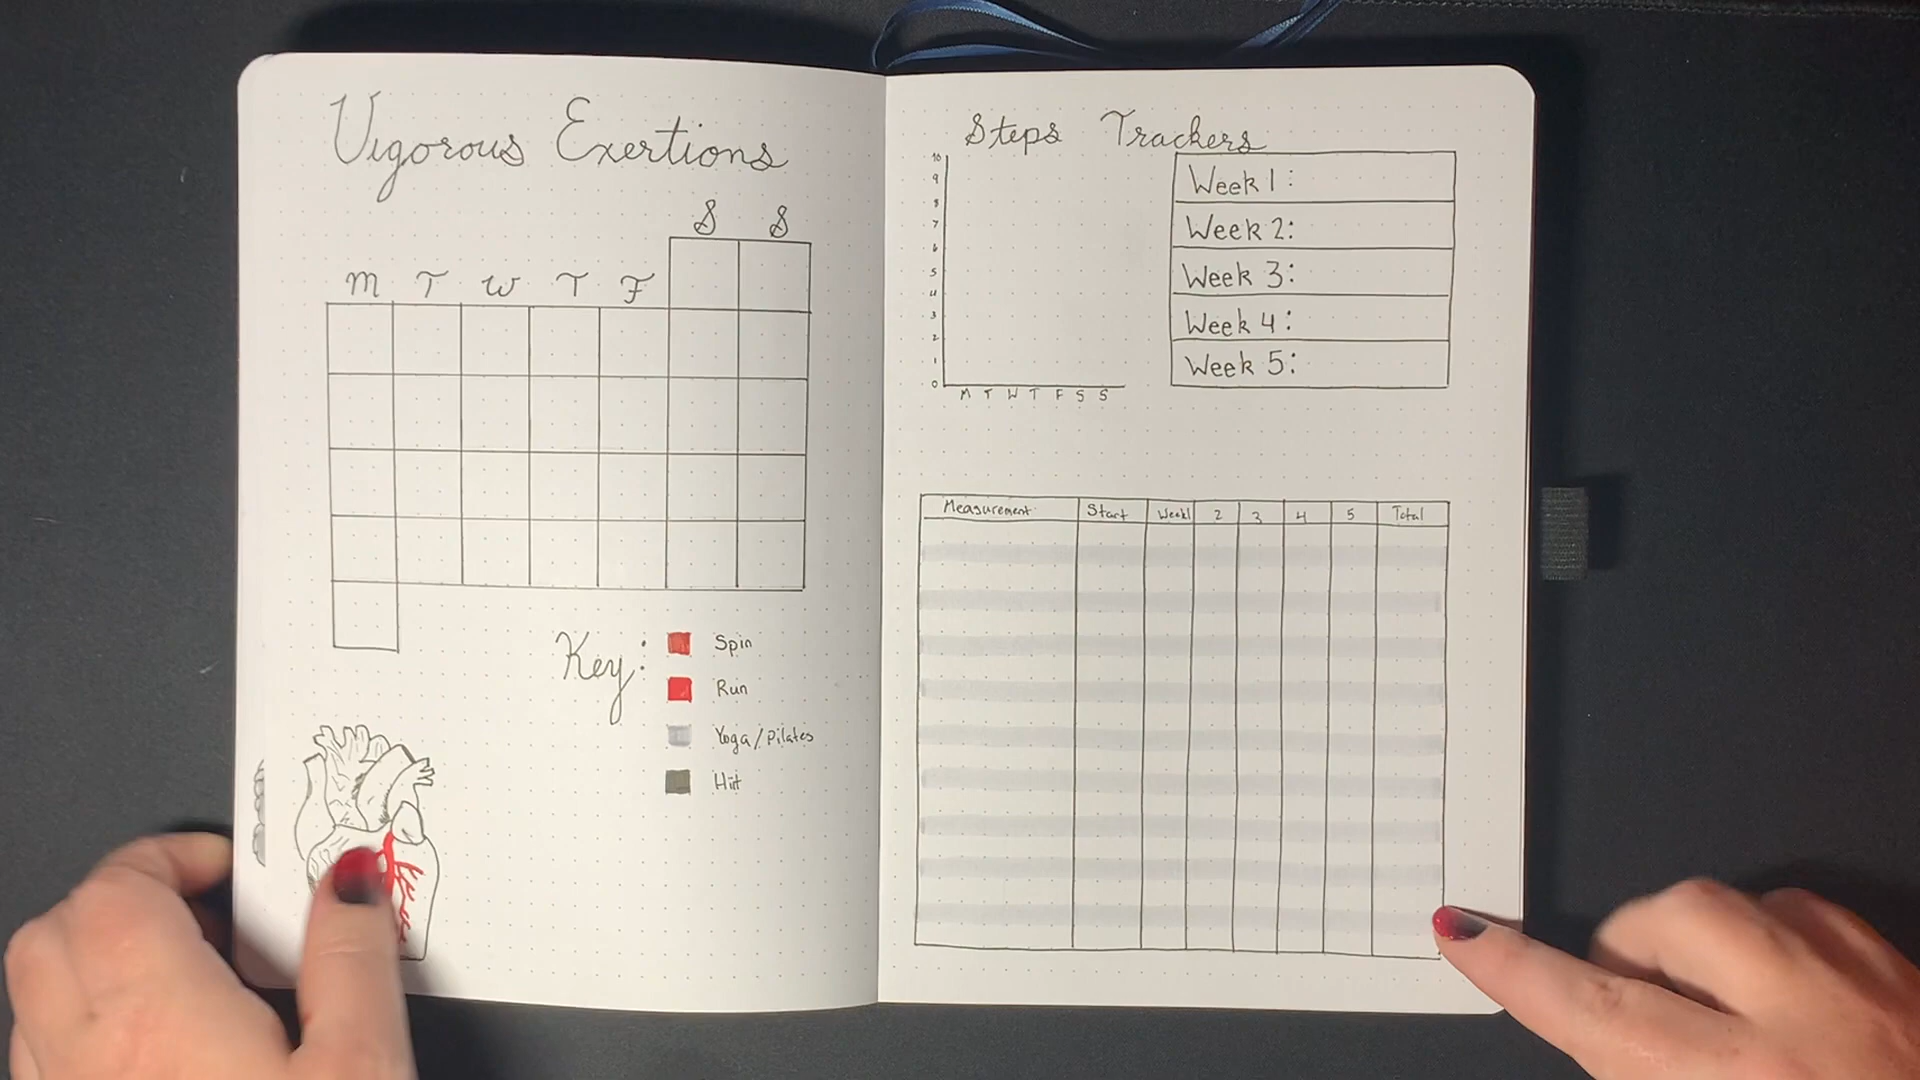 Vigorous Exertions
S S
M T W T F
Key:
Spin
Run
Yoga/Pilates
Hiit
Steps Trackers
10
9
8
7
6
5
4
3
2
1
0
M T W T F S S
Week 1:
Week 2:
Week 3:
Week 4:
Week 5:
Measurement Start Week1 2 3 4 5 Total